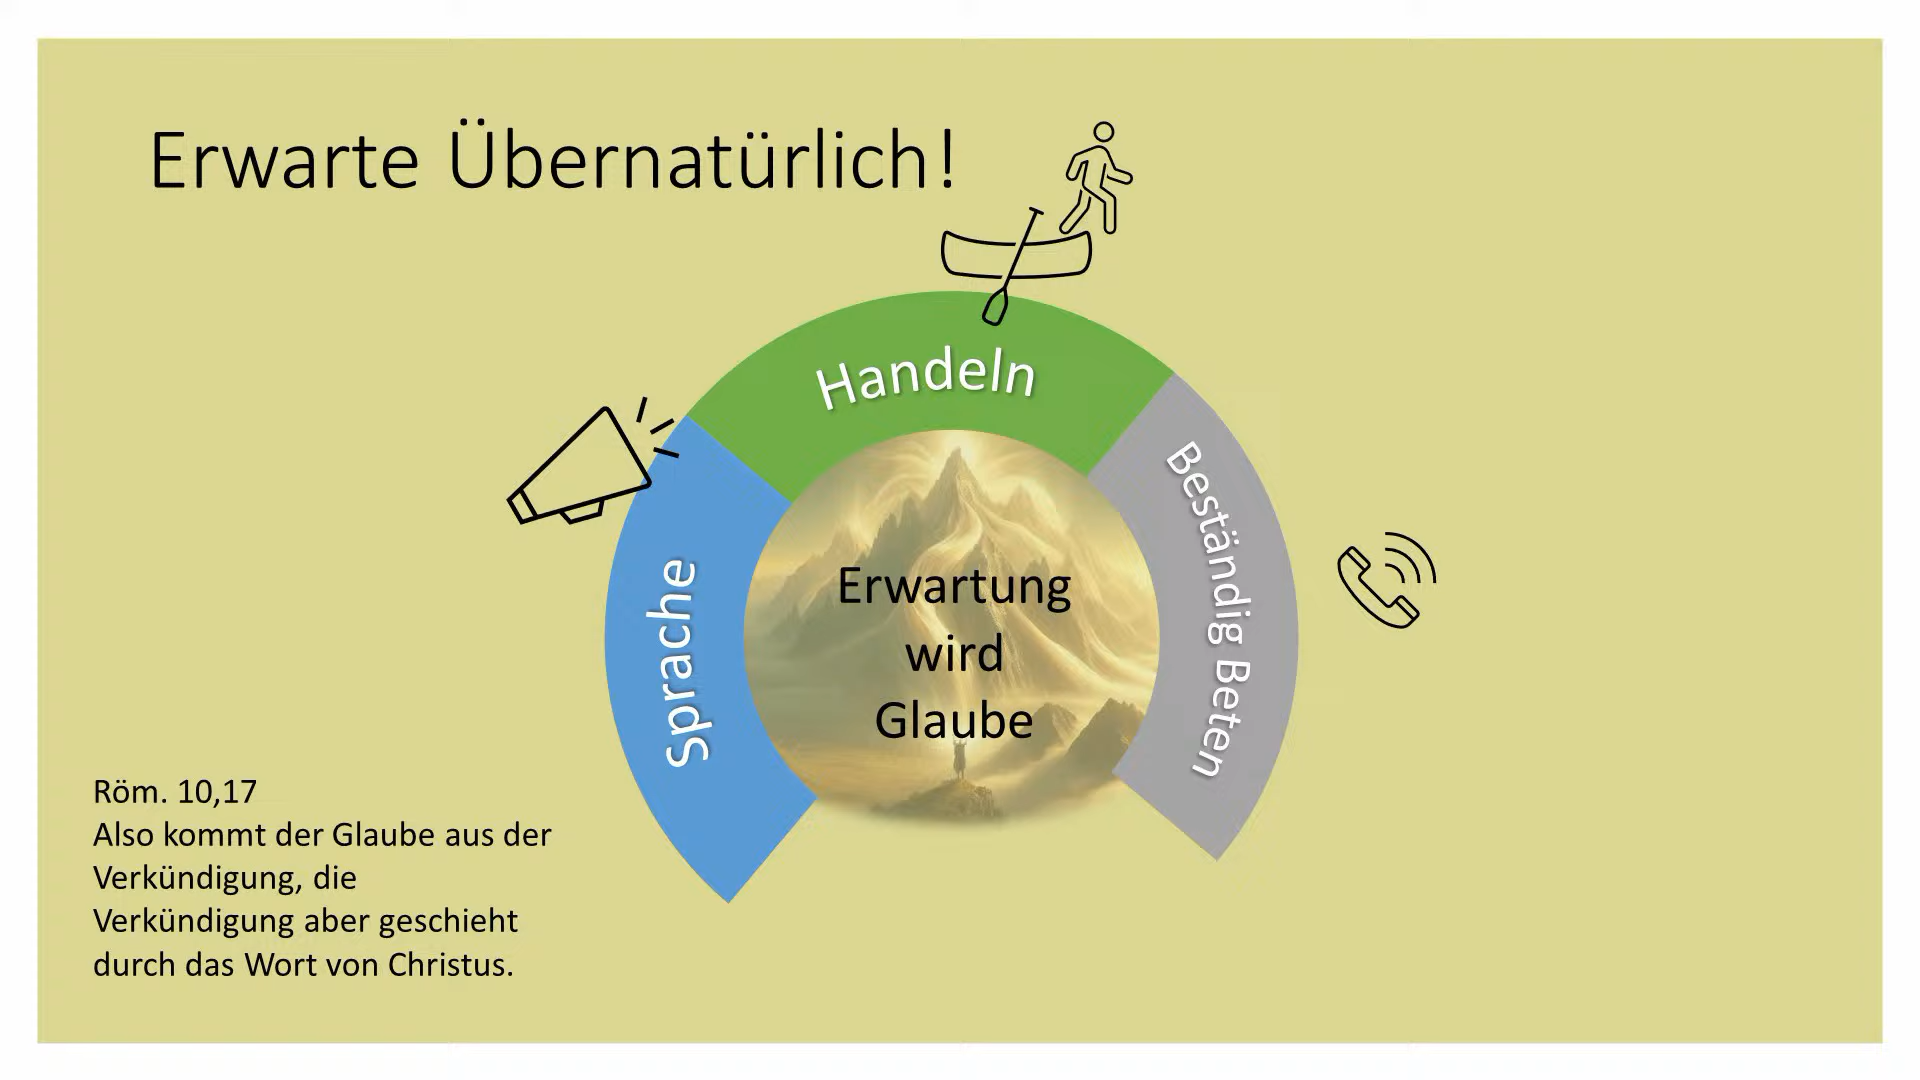 Erwarte Übernatürlich!
Handeln
Sprache
Beständig Beten
Erwartung
wird
Glaube
Röm. 10,17
Also kommt der Glaube aus der
Verkündigung, die
Verkündigung aber geschieht
durch das Wort von Christus.